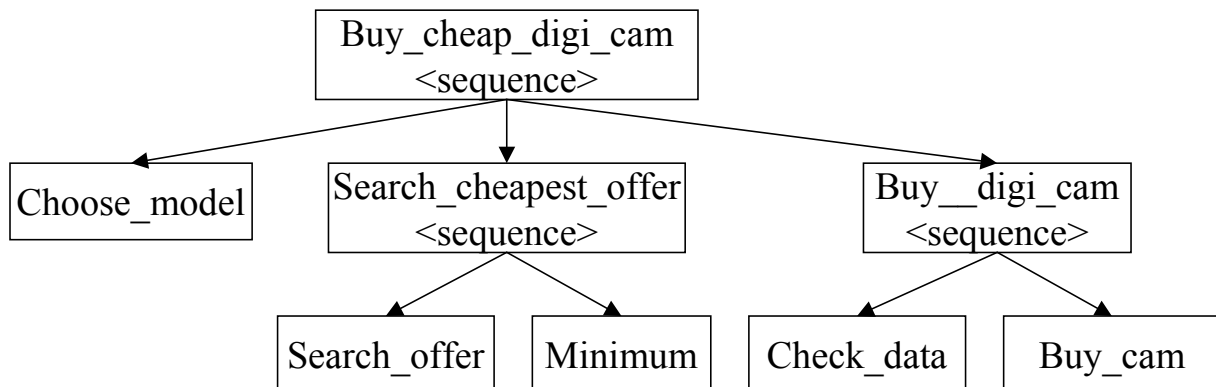 Buy_cheap_digi_cam
<sequence>
Choose_model
Search_cheapest_offer
<sequence>
Buy__digi_cam
<sequence>
Search_offer
Minimum
Check_data
Buy_cam